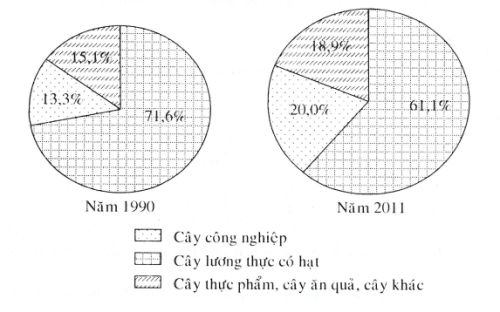 15,1%
13,3%
71,6%
Năm 1990
18,9%
20,0%
61,1%
Năm 2011
Cây công nghiệp
Cây lương thực có hạt
Cây thực phẩm, cây ăn quả, cây khác